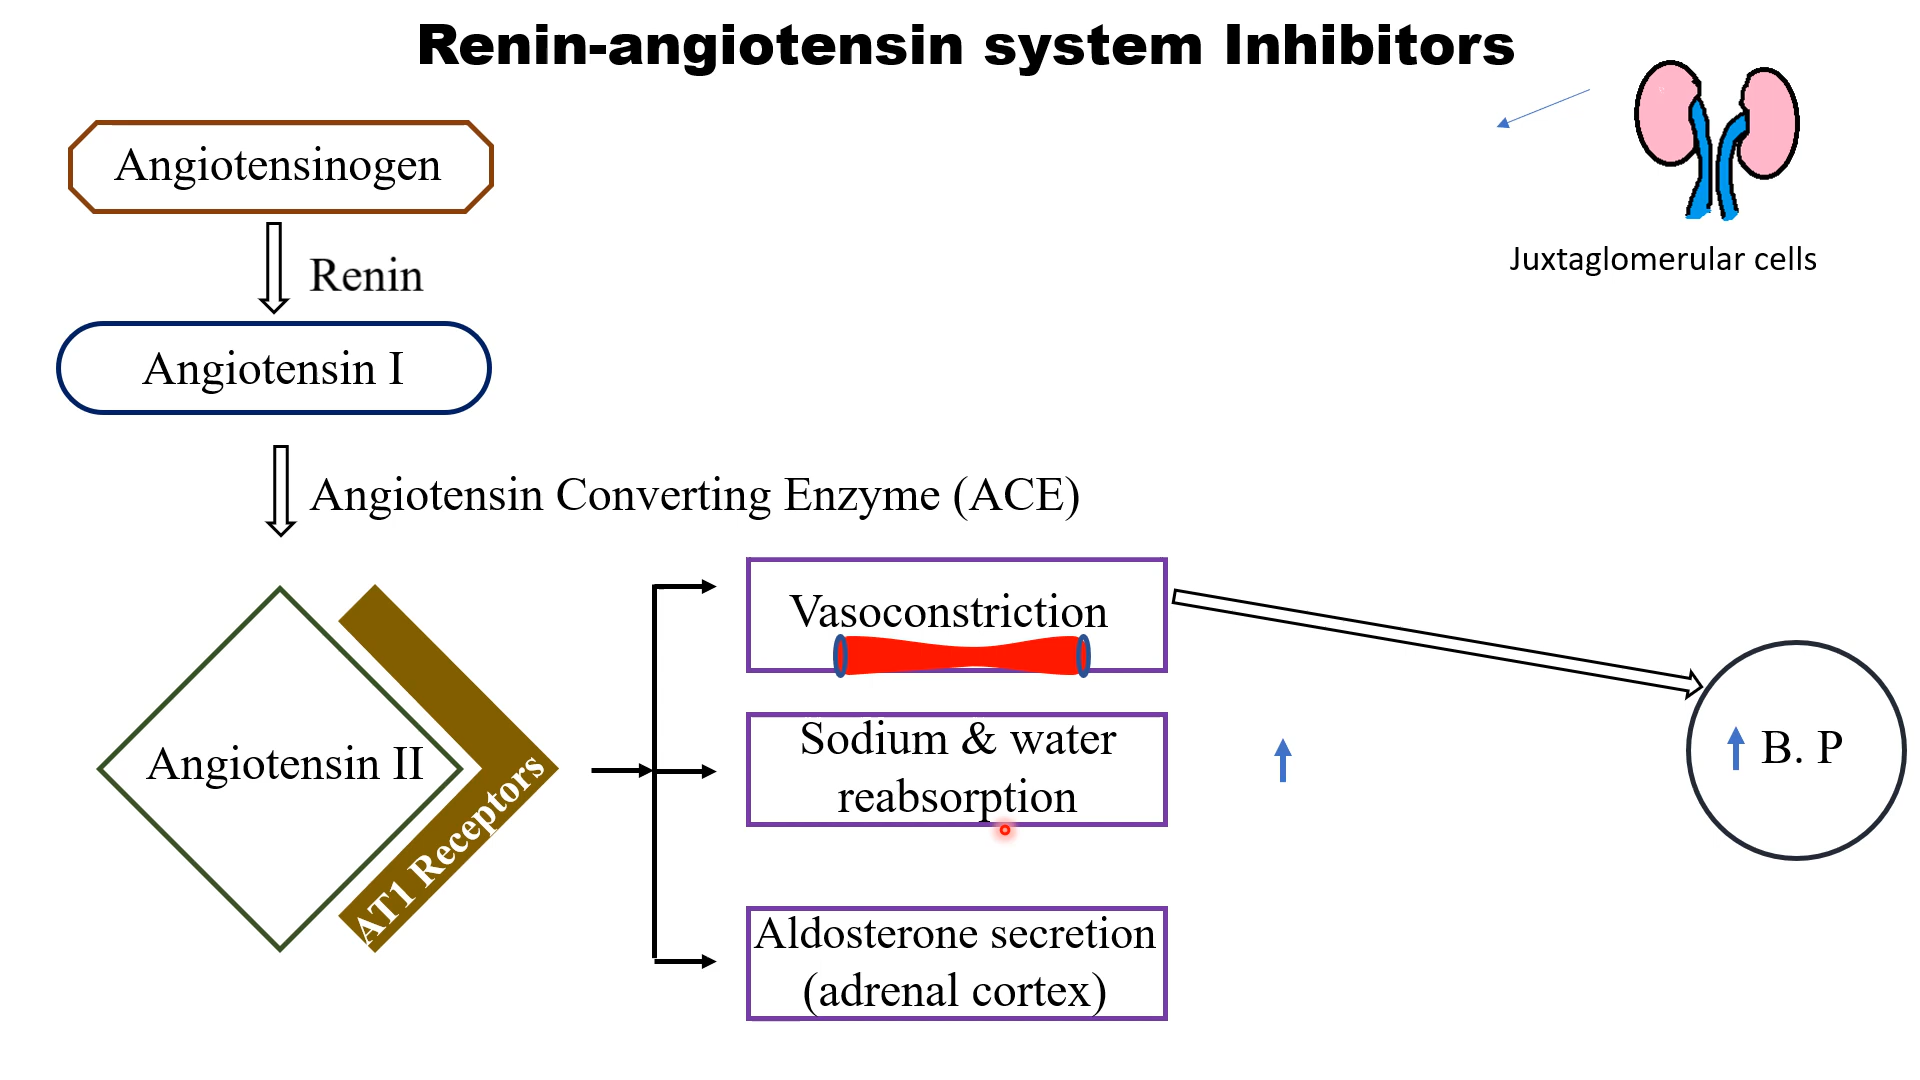 Renin-angiotensin system Inhibitors
Angiotensinogen
Renin
Juxtaglomerular cells
Angiotensin I
Angiotensin Converting Enzyme (ACE)
Angiotensin II
AT1 Receptors
Vasoconstriction
Sodium & water
reabsorption
Aldosterone secretion
(adrenal cortex)
B. P